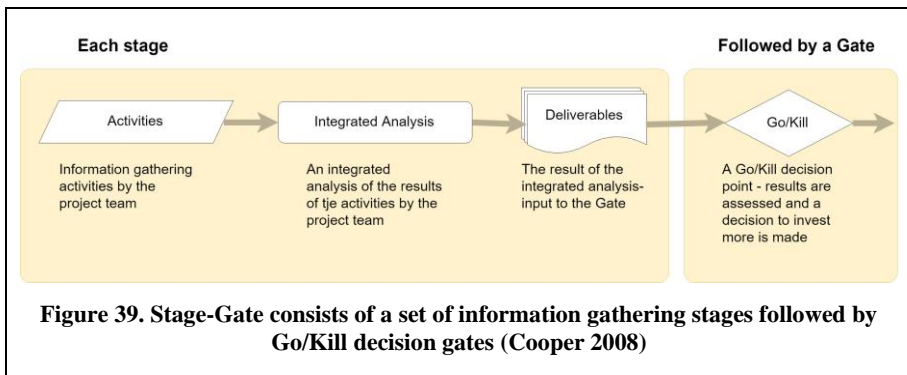 Each stage
Followed by a Gate
Activities
Integrated Analysis
Deliverables
Go/Kill
Information gathering
activities by the
project team
An integrated
analysis of the results
of tje activities by the
project team
The result of the
integrated analysis-
input to the Gate
A Go/Kill decision
point - results are
assessed and a
decision to invest
more is made
Figure 39. Stage-Gate consists of a set of information gathering stages followed by
Go/Kill decision gates (Cooper 2008)